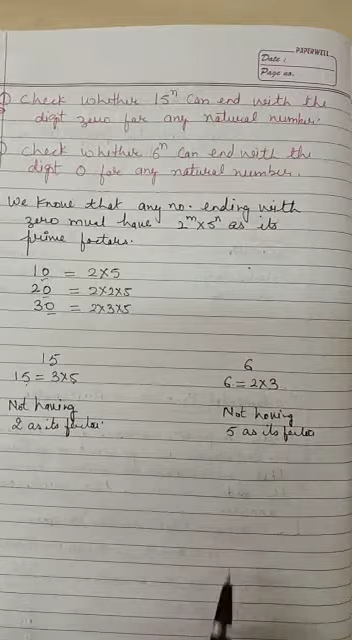 PAPERWELL
Date :
Page no.
① Check whether 15ⁿ can end with the
digit zero for any natural number.
Check whether 6ⁿ can end with the
digit 0 for any natural number.
We know that any no. ending with
zero must have 2ᵐ×5ⁿ as its
prime factors.
10 = 2×5
20 = 2×2×5
30 = 2×3×5
15
15 = 3×5
Not having
2 as its factor.
6
6 = 2×3
Not having
5 as its factor